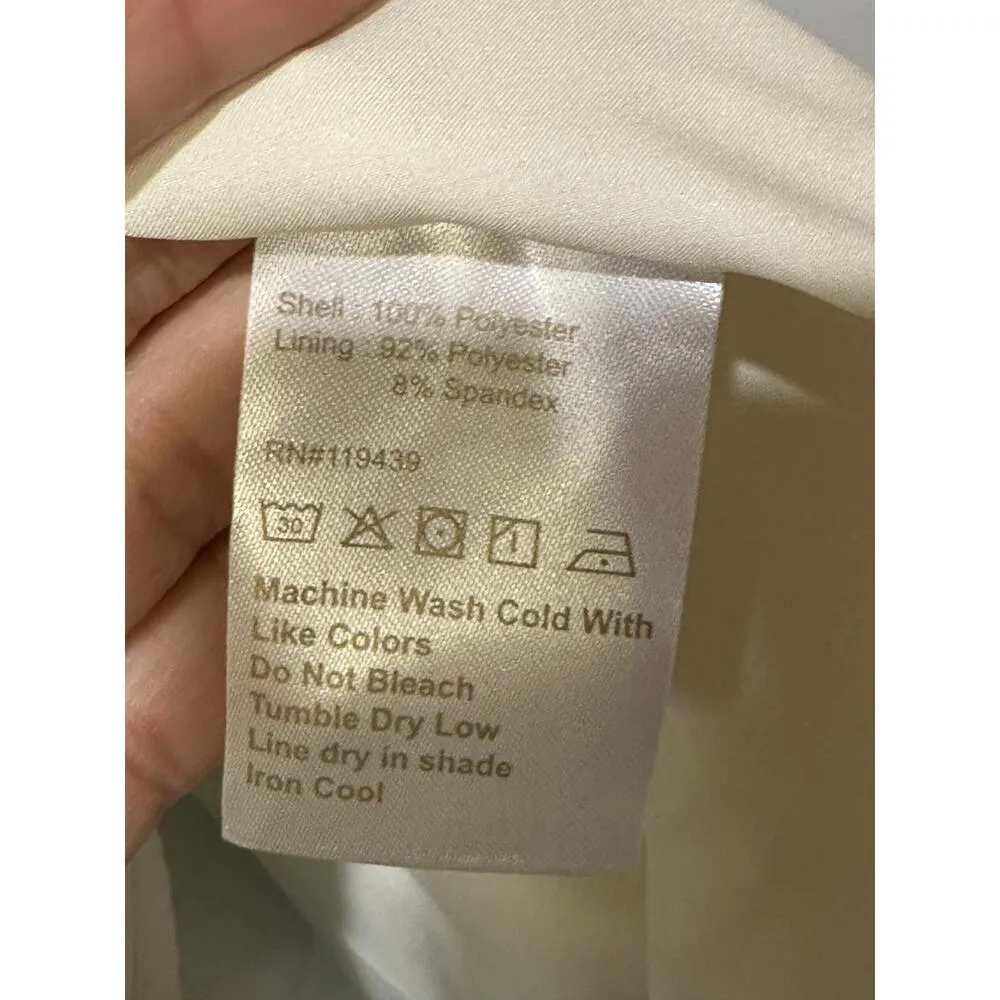 Shell - 100% Polyester
Lining - 92% Polyester
8% Spandex
RN#119439
30
Machine Wash Cold With
Like Colors
Do Not Bleach
Tumble Dry Low
Line dry in shade
Iron Cool